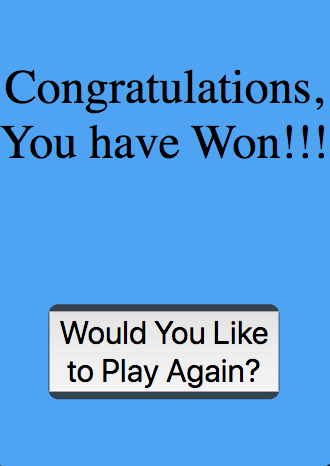 Congratulations,
You have Won!!!
Would You Like
to Play Again?